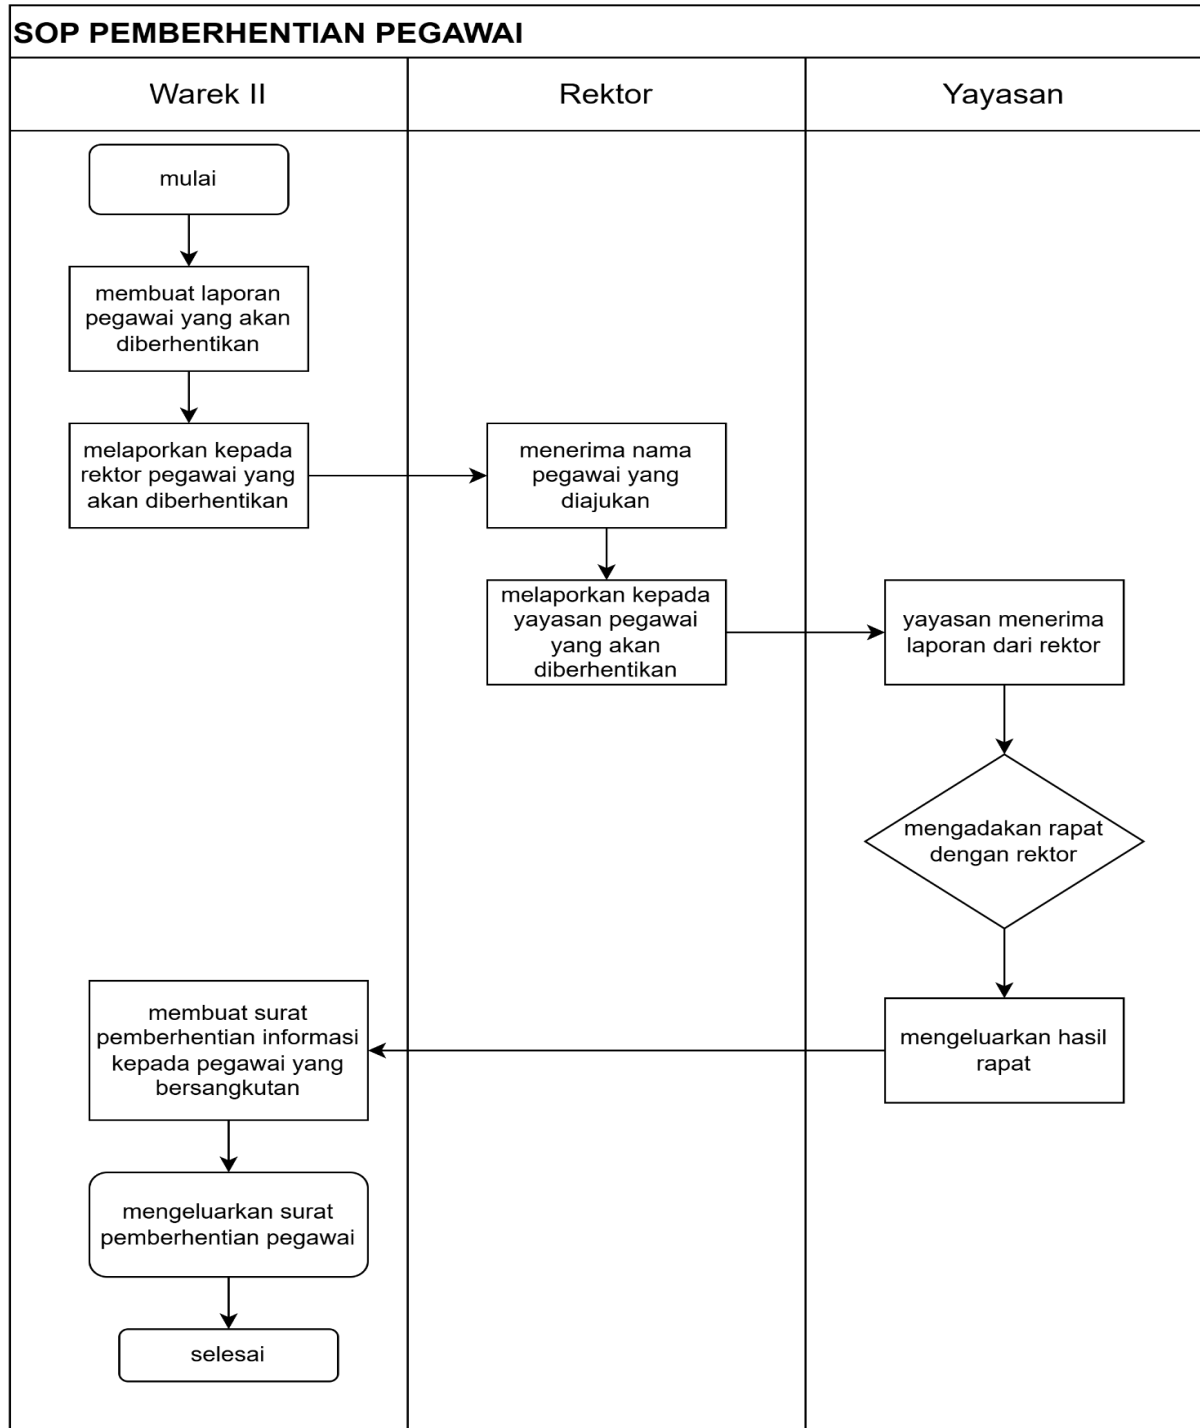 SOP PEMBERHENTIAN PEGAWAI
Warek II
Rektor
Yayasan
mulai
membuat laporan
pegawai yang akan
diberhentikan
melaporkan kepada
rektor pegawai yang
akan diberhentikan
menerima nama
pegawai yang
diajukan
melaporkan kepada
yayasan pegawai
yang akan
diberhentikan
yayasan menerima
laporan dari rektor
mengadakan rapat
dengan rektor
mengeluarkan hasil
rapat
membuat surat
pemberhentian informasi
kepada pegawai yang
bersangkutan
mengeluarkan surat
pemberhentian pegawai
selesai